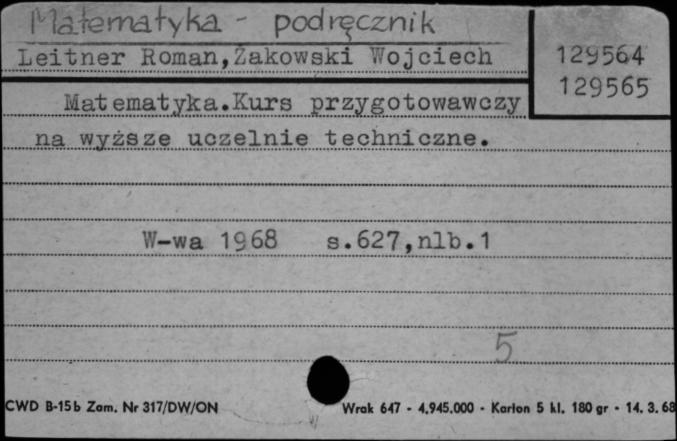 Matematyka - podręcznik
Leitner Roman,Żakowski Wojciech
129564
129565
Matematyka.Kurs przygotowawczy
na wyższe uczelnie techniczne.
W-wa 1968 s.627,nlb.1
5
CWD B-15b Zam. Nr 317/DW/ON
Wrak 647 - 4.945.000 - Karton 5 kl. 180 gr - 14. 3. 68